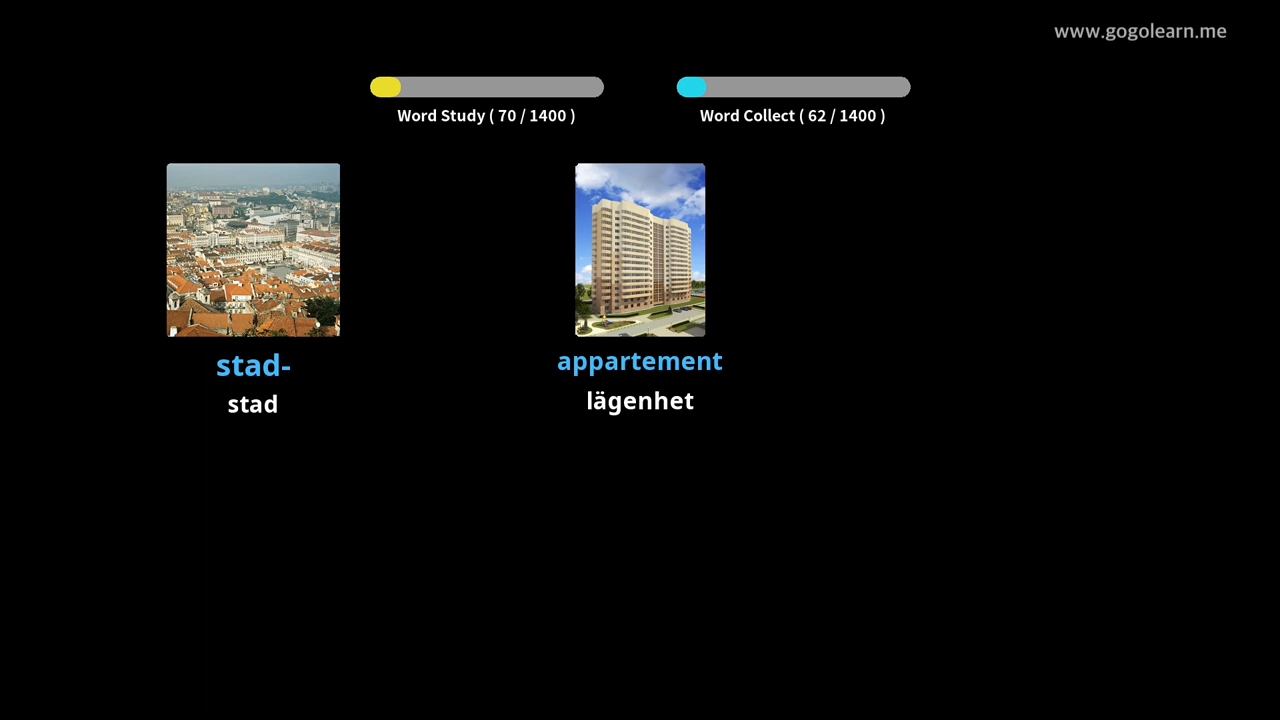 www.gogolearn.me
Word Study ( 70 / 1400 )
Word Collect ( 62 / 1400 )
stad-
stad
appartement
lägenhet